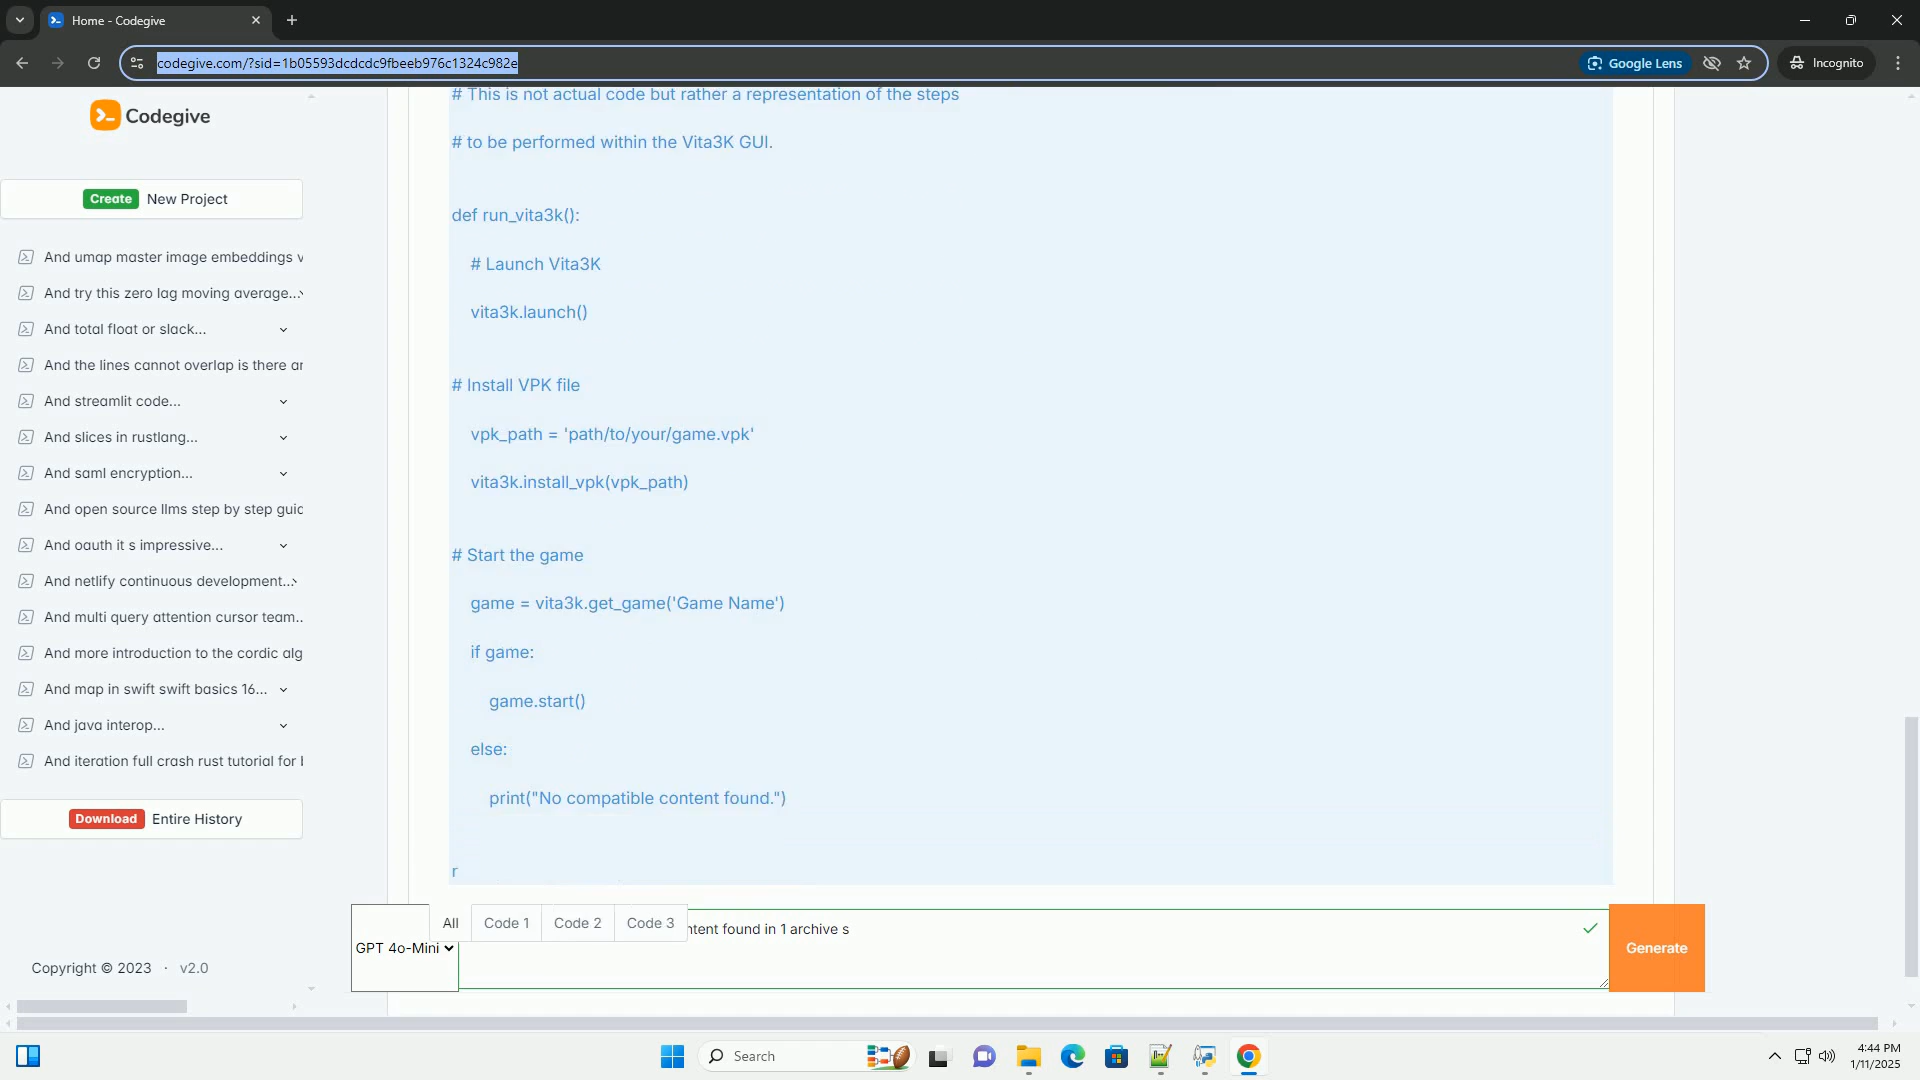 Home - Codegive
codegive.com/?sid=1b05593dcdcdc9fbeeb976c1324c982e
Google Lens
Incognito
Codegive
Create New Project
And umap master image embeddings v
And try this zero lag moving average...
And total float or slack...
And the lines cannot overlap is there ar
And streamlit code...
And slices in rustlang...
And saml encryption...
And open source llms step by step guid
And oauth it s impressive...
And netlify continuous development...
And multi query attention cursor team...
And more introduction to the cordic alg
And map in swift swift basics 16...
And java interop...
And iteration full crash rust tutorial for b
Download Entire History
Copyright © 2023 · v2.0
# This is not actual code but rather a representation of the steps
# to be performed within the Vita3K GUI.
def run_vita3k():
# Launch Vita3K
vita3k.launch()
# Install VPK file
vpk_path = 'path/to/your/game.vpk'
vita3k.install_vpk(vpk_path)
# Start the game
game = vita3k.get_game('Game Name')
if game:
game.start()
else:
print("No compatible content found.")
r
All Code 1 Code 2 Code 3
ntent found in 1 archive s
GPT 4o-Mini
Generate
Search
4:44 PM
1/11/2025